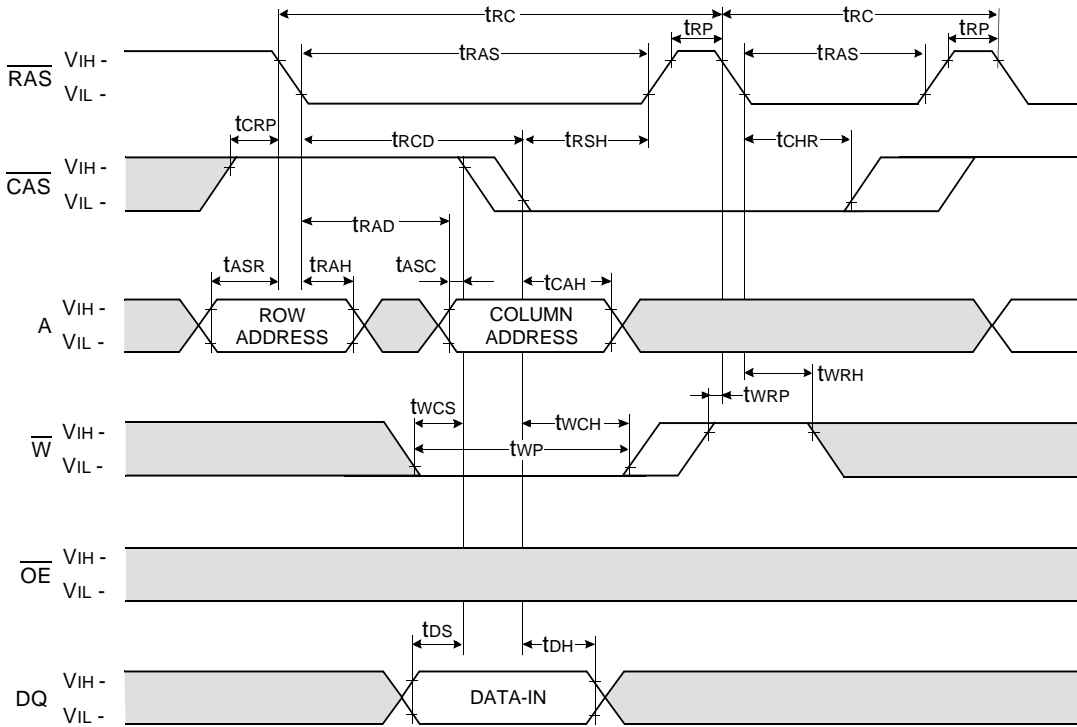 tRC tRC
tRP tRP
RAS VIH - tRAS tRAS
VIL -
tCRP tRCD tRSH tCHR
CAS VIH -
VIL -
tRAD
tASR tRAH tASC tCAH
A VIH - ROW COLUMN
VIL - ADDRESS ADDRESS
tWRH
tWRP
tWCS tWCH
W VIH - tWP
VIL -
OE VIH -
VIL -
tDS tDH
DQ VIH -
VIL - DATA-IN